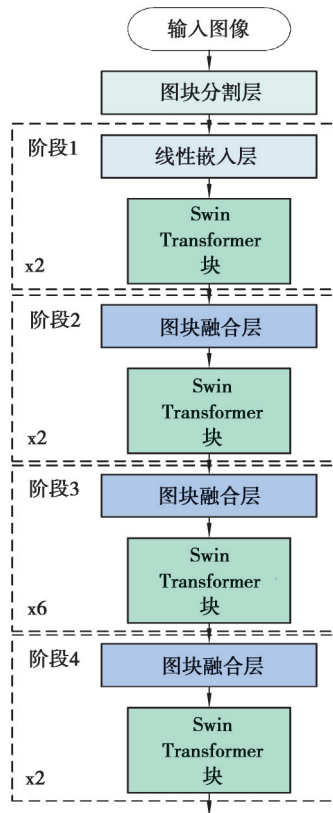 输入图像
图块分割层
阶段1
线性嵌入层
Swin
Transformer
块
x2
阶段2
图块融合层
Swin
Transformer
块
x2
阶段3
图块融合层
Swin
Transformer
块
x6
阶段4
图块融合层
Swin
Transformer
块
x2